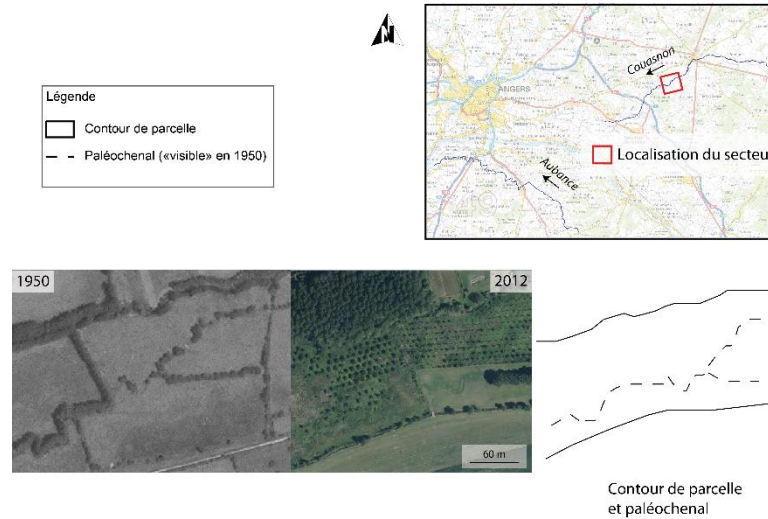 N
Légende
Contour de parcelle
Paléochenal («visible» en 1950)
Couasnon
ANGERS
Localisation du secteur
Aubance
1950
2012
60 m
Contour de parcelle
et paléochenal